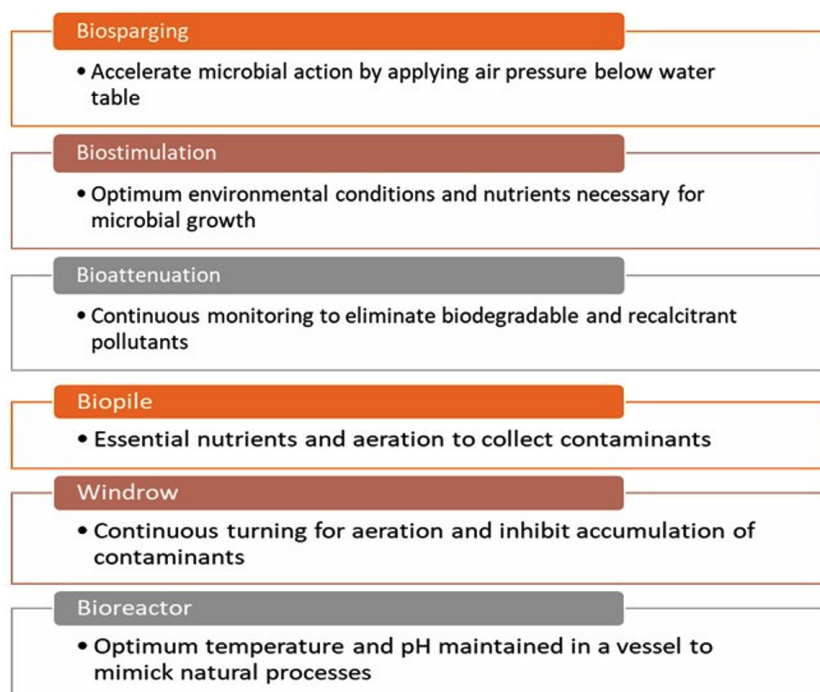 Biosparging
• Accelerate microbial action by applying air pressure below water
table
Biostimulation
• Optimum environmental conditions and nutrients necessary for
microbial growth
Bioattenuation
• Continuous monitoring to eliminate biodegradable and recalcitrant
pollutants
Biopile
• Essential nutrients and aeration to collect contaminants
Windrow
• Continuous turning for aeration and inhibit accumulation of
contaminants
Bioreactor
• Optimum temperature and pH maintained in a vessel to
mimick natural processes